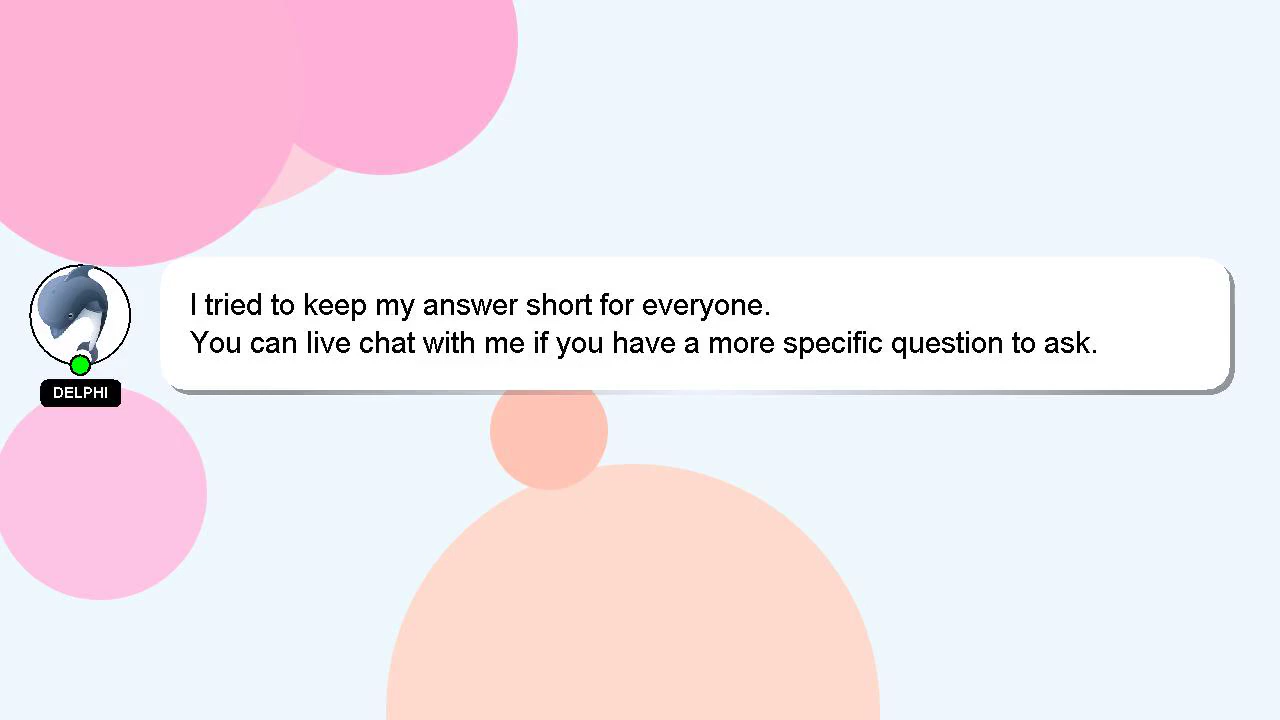 I tried to keep my answer short for everyone.
You can live chat with me if you have a more specific question to ask.
DELPHI